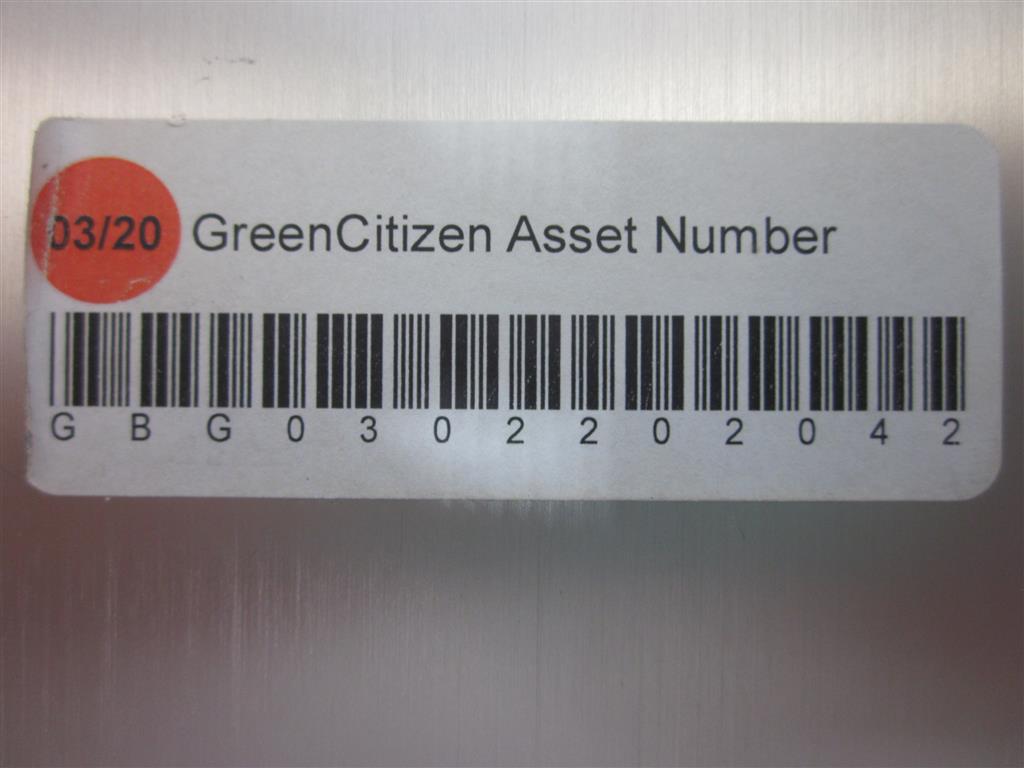 03/20 GreenCitizen Asset Number
G B G 0 3 0 2 2 0 2 0 4 2